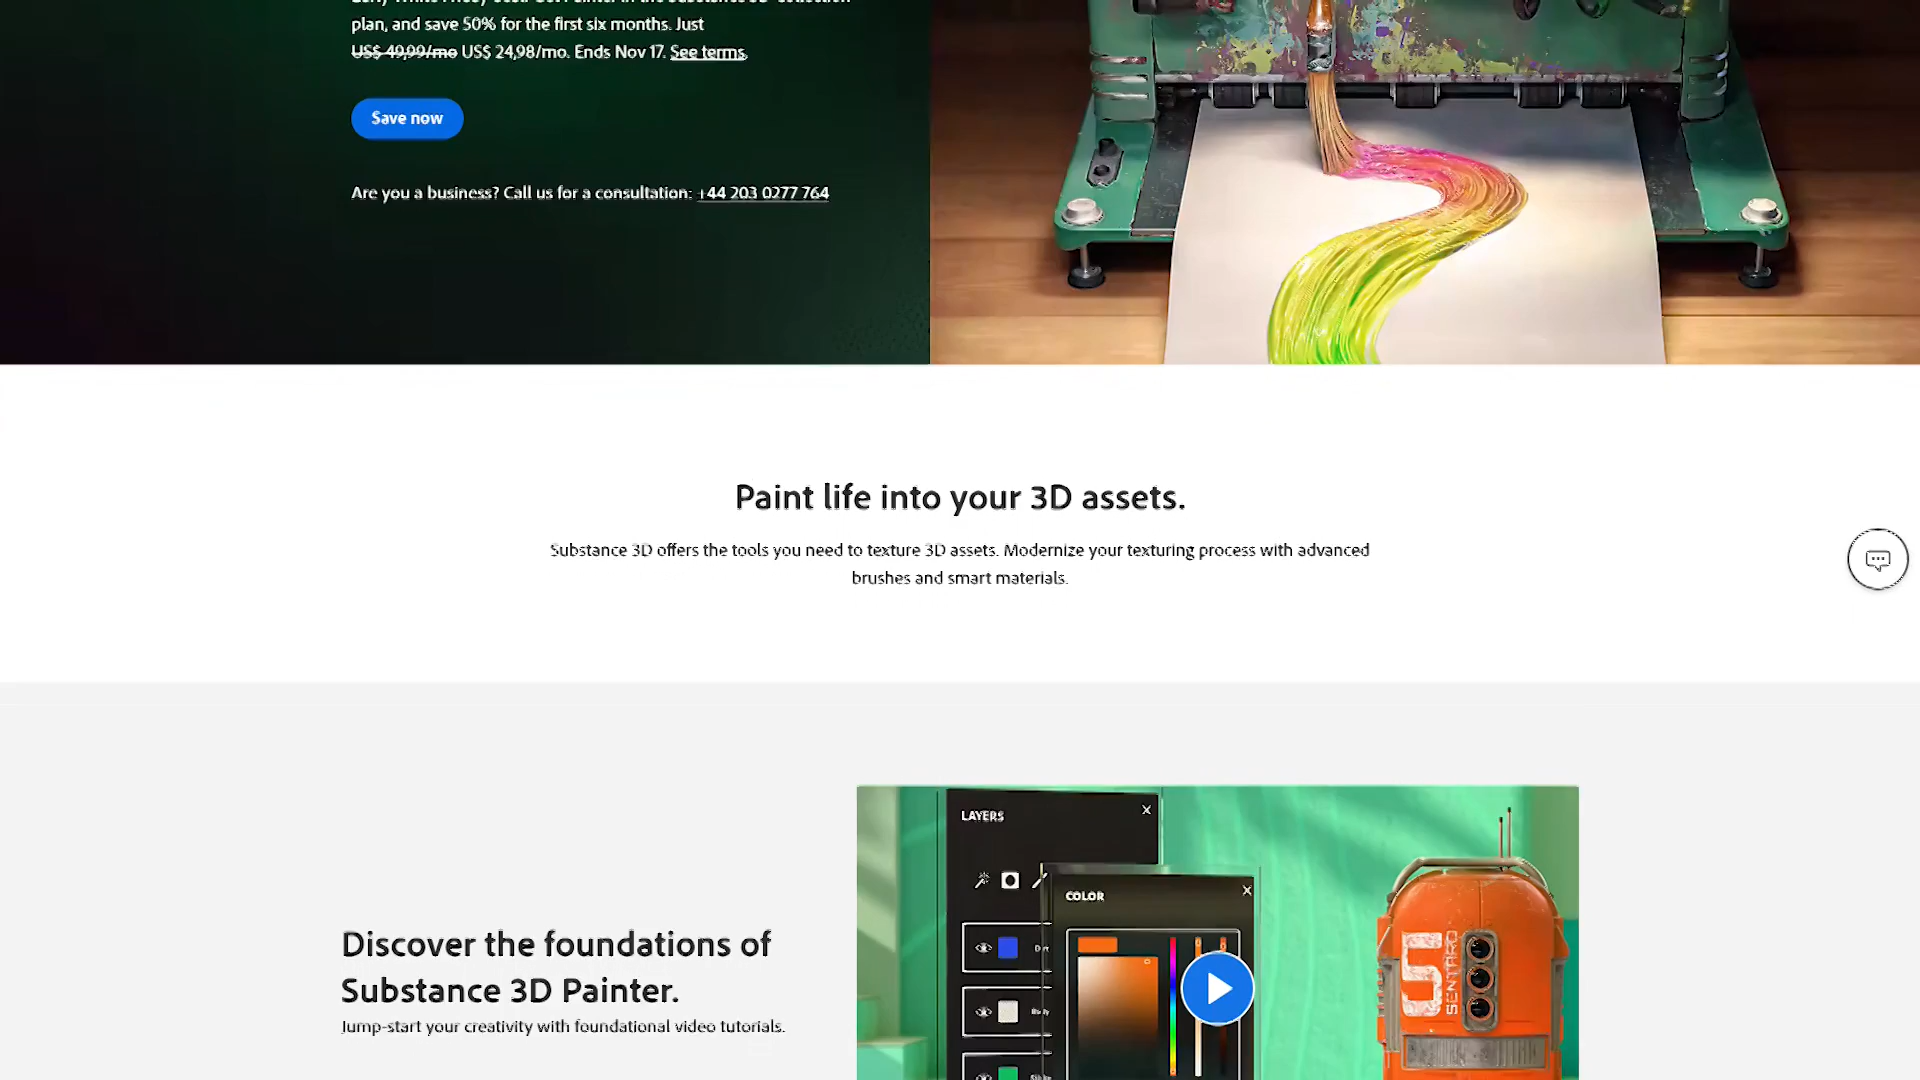 plan, and save 50% for the first six months. Just
US$ 49,99/mo US$ 24,98/mo. Ends Nov 17. See terms.
Save now
Are you a business? Call us for a consultation: +44 203 0277 764
Paint life into your 3D assets.
Substance 3D offers the tools you need to texture 3D assets. Modernize your texturing process with advanced
brushes and smart materials.
Discover the foundations of
Substance 3D Painter.
Jump-start your creativity with foundational video tutorials.
LAYERS
COLOR
5
SENTRO